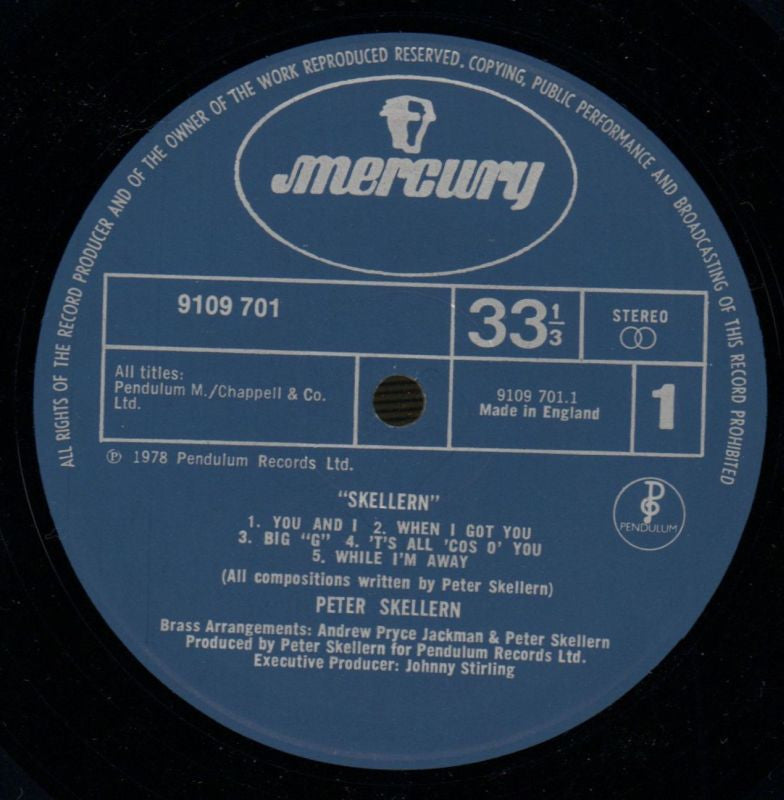 ALL RIGHTS OF THE RECORD PRODUCER AND OF THE OWNER OF THE WORK REPRODUCED RESERVED. COPYING, PUBLIC PERFORMANCE AND BROADCASTING OF THIS RECORD PROHIBITED
mercury
9109 701
33 1/3
STEREO
All titles:
Pendulum M./Chappell & Co.
Ltd.
9109 701.1
Made in England
1
℗ 1978 Pendulum Records Ltd.
"SKELLERN"
1. YOU AND I 2. WHEN I GOT YOU
3. BIG "G" 4. 'T'S ALL 'COS O' YOU
5. WHILE I'M AWAY
(All compositions written by Peter Skellern)
PENDULUM
PETER SKELLERN
Brass Arrangements: Andrew Pryce Jackman & Peter Skellern
Produced by Peter Skellern for Pendulum Records Ltd.
Executive Producer: Johnny Stirling